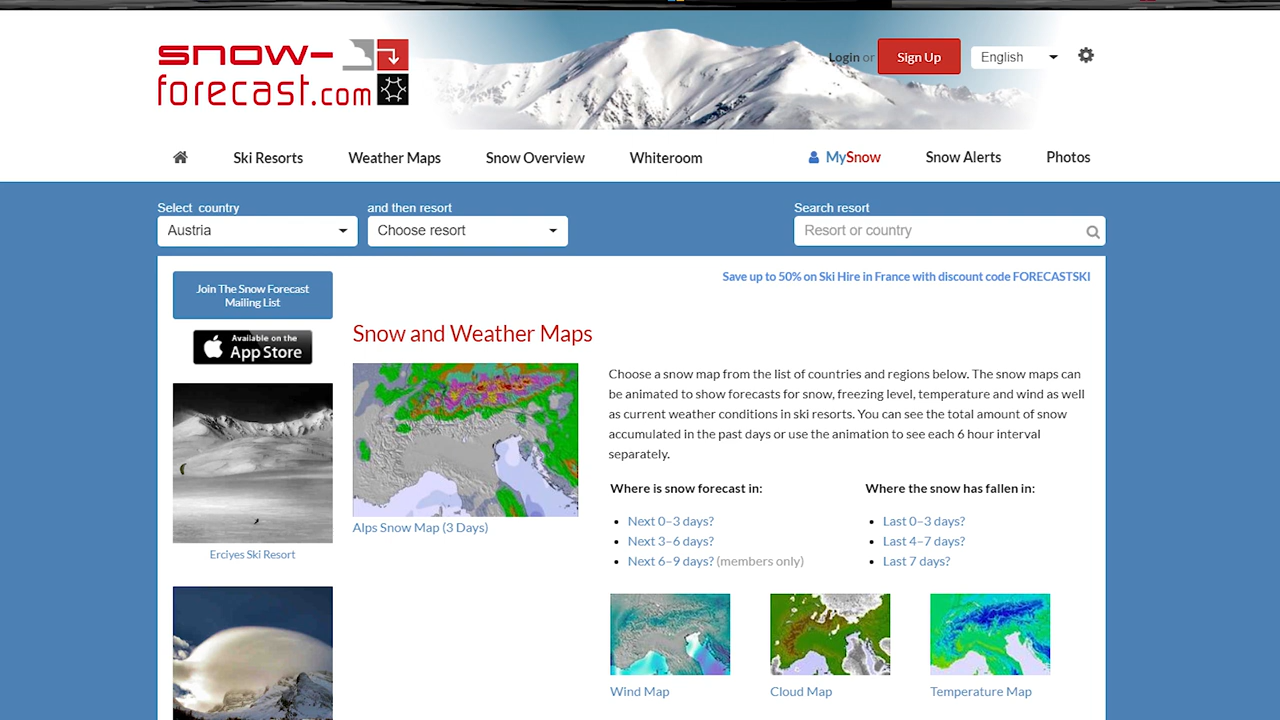 snow-
forecast.com
Login or
Sign Up
English
Ski Resorts
Weather Maps
Snow Overview
Whiteroom
MySnow
Snow Alerts
Photos
Select country
and then resort
Search resort
Austria
Choose resort
Resort or country
Join The Snow Forecast
Mailing List
Save up to 50% on Ski Hire in France with discount code FORECASTSKI
Available on the
App Store
Snow and Weather Maps
Choose a snow map from the list of countries and regions below. The snow maps can
be animated to show forecasts for snow, freezing level, temperature and wind as well
as current weather conditions in ski resorts. You can see the total amount of snow
accumulated in the past days or use the animation to see each 6 hour interval
separately.
Alps Snow Map (3 Days)
Erciyes Ski Resort
Where is snow forecast in:
Next 0–3 days?
Next 3–6 days?
Next 6–9 days? (members only)
Where the snow has fallen in:
Last 0–3 days?
Last 4–7 days?
Last 7 days?
Wind Map
Cloud Map
Temperature Map